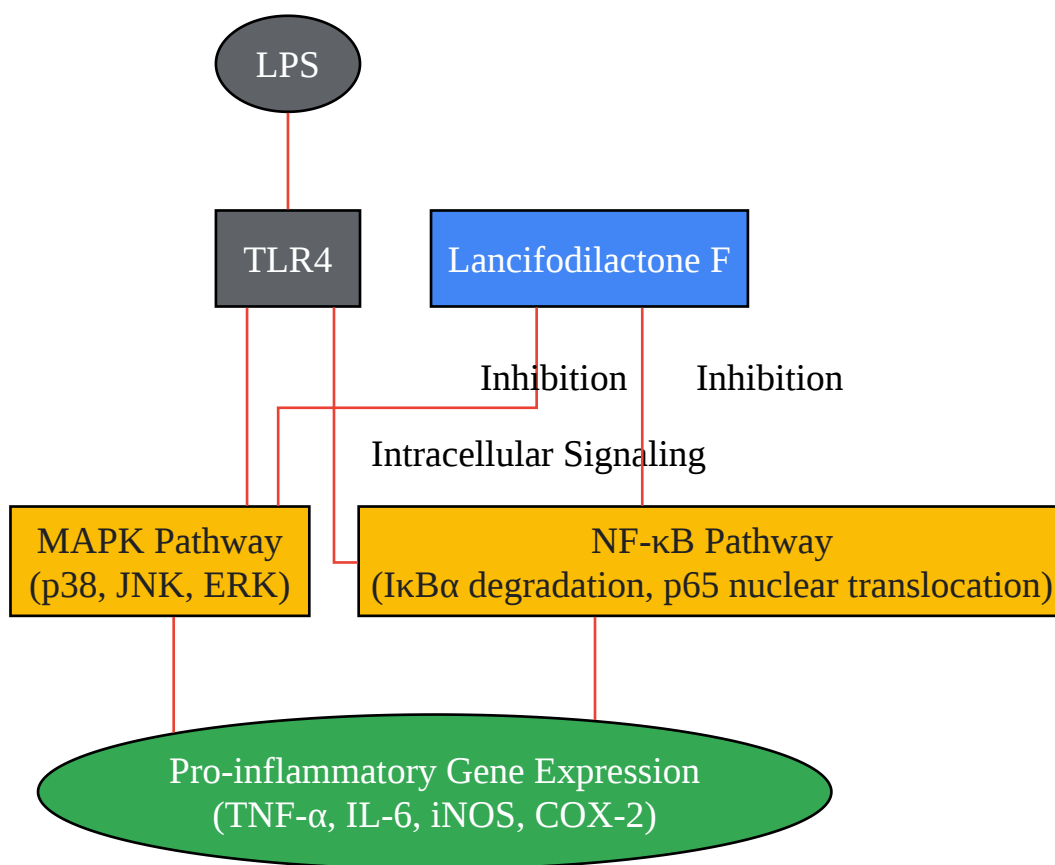 LPS
TLR4
Lancifodilactone F
Inhibition
Inhibition
Intracellular Signaling
MAPK Pathway
(p38, JNK, ERK)
NF-κB Pathway
(IκBα degradation, p65 nuclear translocation)
Pro-inflammatory Gene Expression
(TNF-α, IL-6, iNOS, COX-2)